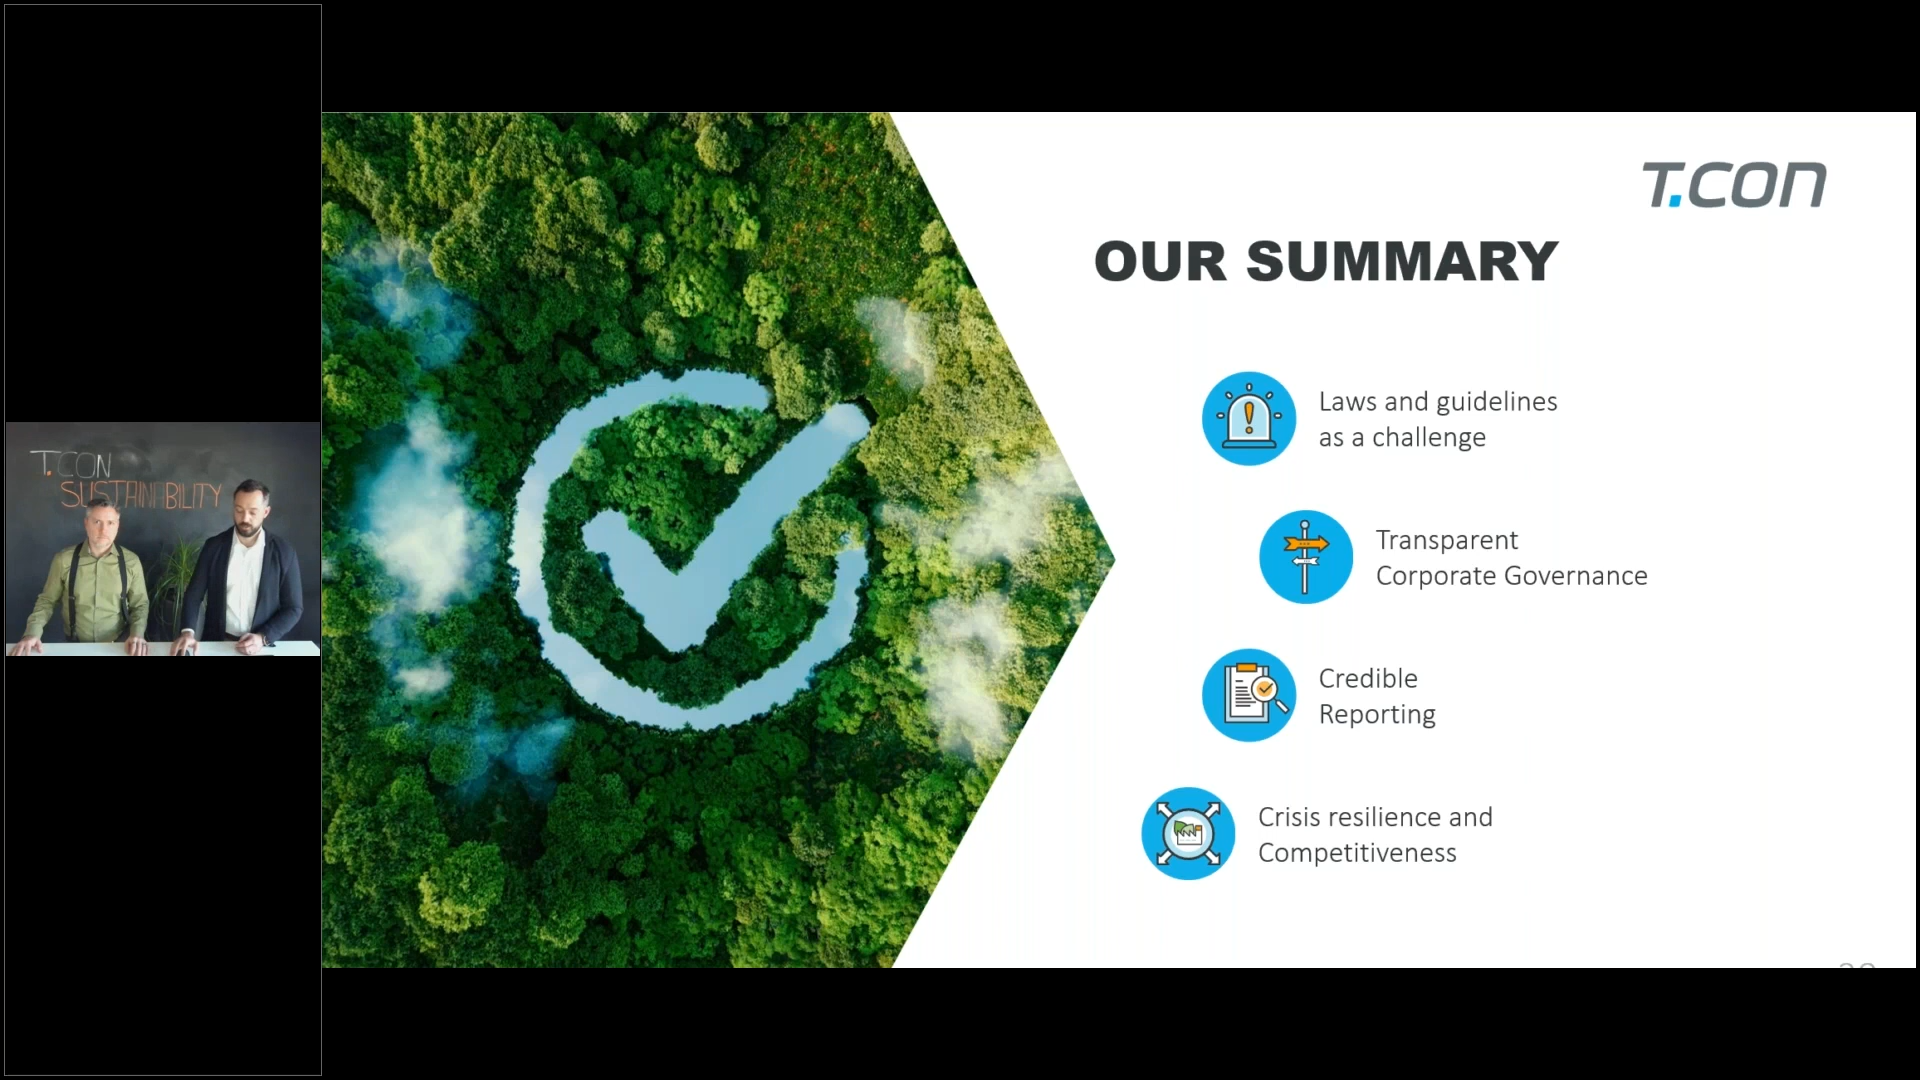 T.CON
SUSTAINABILITY
T.CON
OUR SUMMARY
Laws and guidelines
as a challenge
Transparent
Corporate Governance
Credible
Reporting
Crisis resilience and
Competitiveness